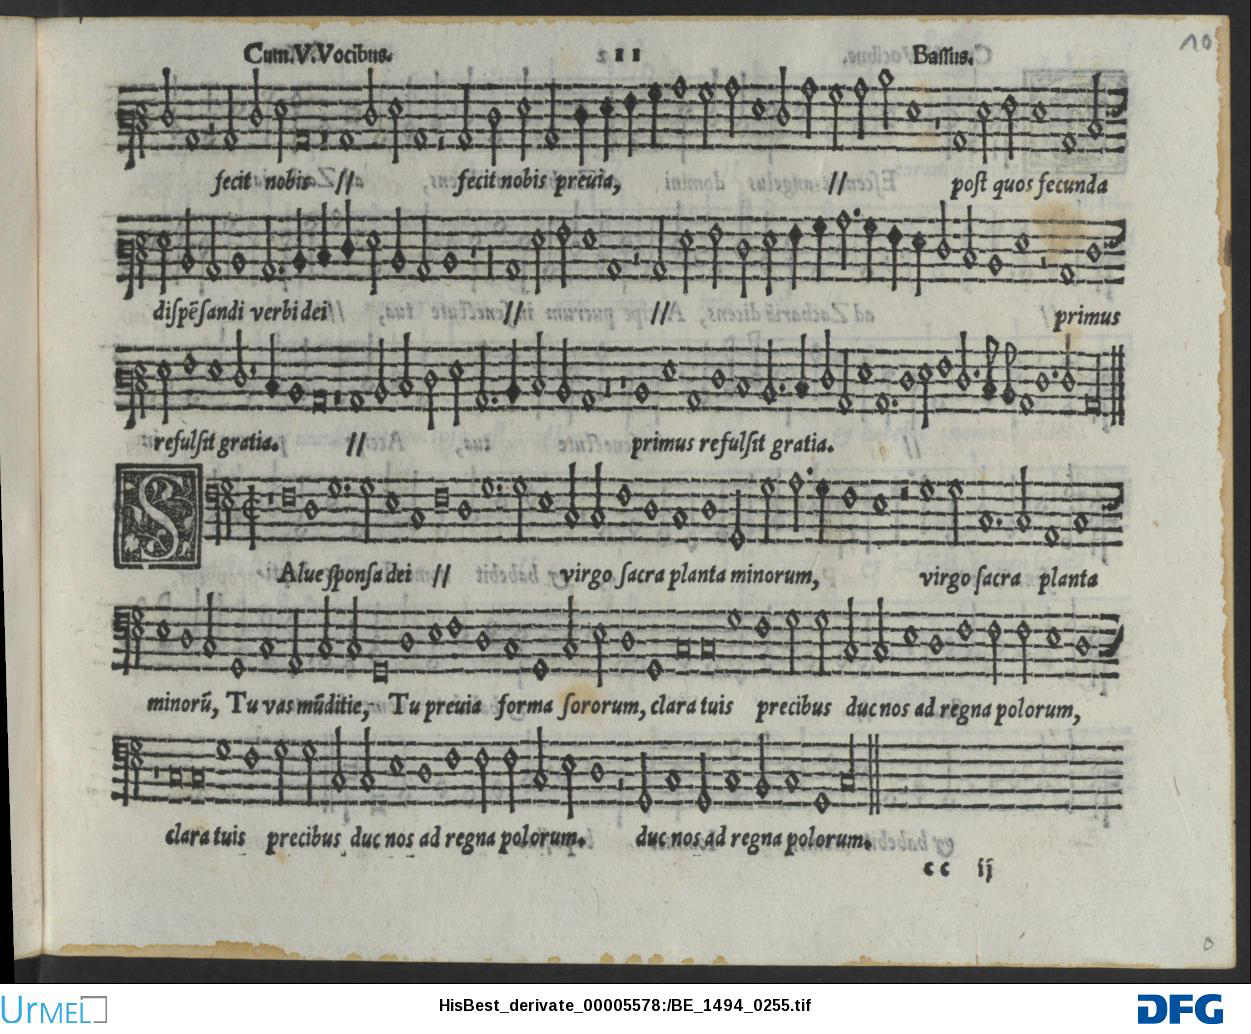 Cum.V.Vocibus. 211 Bassus. 10
fecit nobis // fecit nobis preuia, // post quos fecunda
dispēsandi verbi dei // // primus
refulsit gratia. // primus refulsit gratia.
SAlue sponsa dei // virgo sacra planta minorum, virgo sacra planta
minorū, Tu vas mūditie, Tu preuia forma sororum, clara tuis precibus duc nos ad regna polorum,
clara tuis precibus duc nos ad regna polorum. duc nos ad regna polorum.
cc ij
UrMEL HisBest_derivate_00005578:/BE_1494_0255.tif DFG